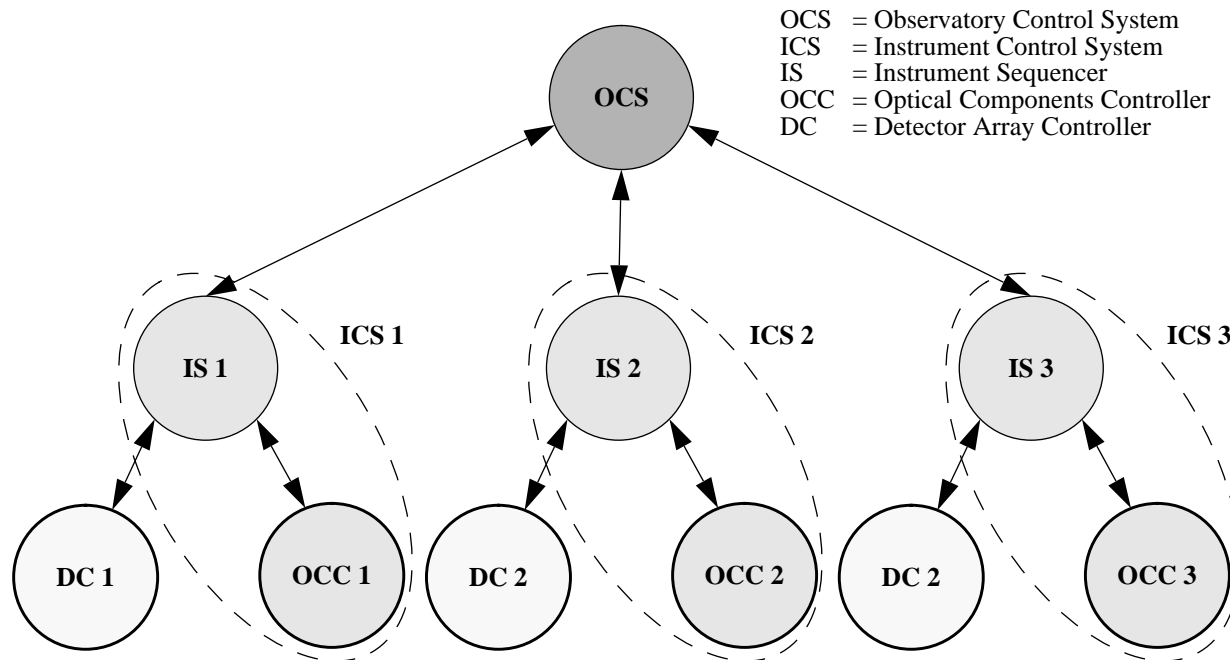 OCS = Observatory Control System
ICS = Instrument Control System
IS = Instrument Sequencer
OCC = Optical Components Controller
DC = Detector Array Controller
OCS
ICS 1
ICS 2
ICS 3
IS 1
IS 2
IS 3
DC 1
OCC 1
DC 2
OCC 2
DC 2
OCC 3